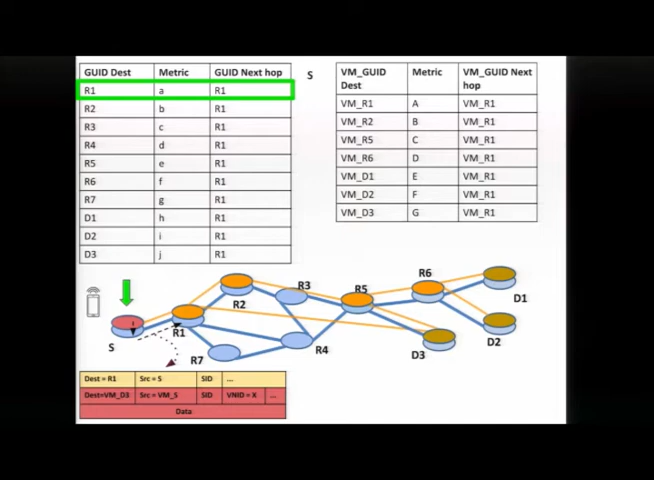 GUID Dest Metric GUID Next hop
R1 a R1
R2 b R1
R3 c R1
R4 d R1
R5 e R1
R6 f R1
R7 g R1
D1 h R1
D2 i R1
D3 j R1
S
VM_GUID Dest Metric VM_GUID Next hop
VM_R1 A VM_R1
VM_R2 B VM_R1
VM_R5 C VM_R1
VM_R6 D VM_R1
VM_D1 E VM_R1
VM_D2 F VM_R1
VM_D3 G VM_R1
S
R1
R2
R3
R4
R5
R6
R7
D1
D2
D3
Dest = R1 Src = S SID ...
Dest=VM_D3 Src = VM_S SID VNID = X ...
Data